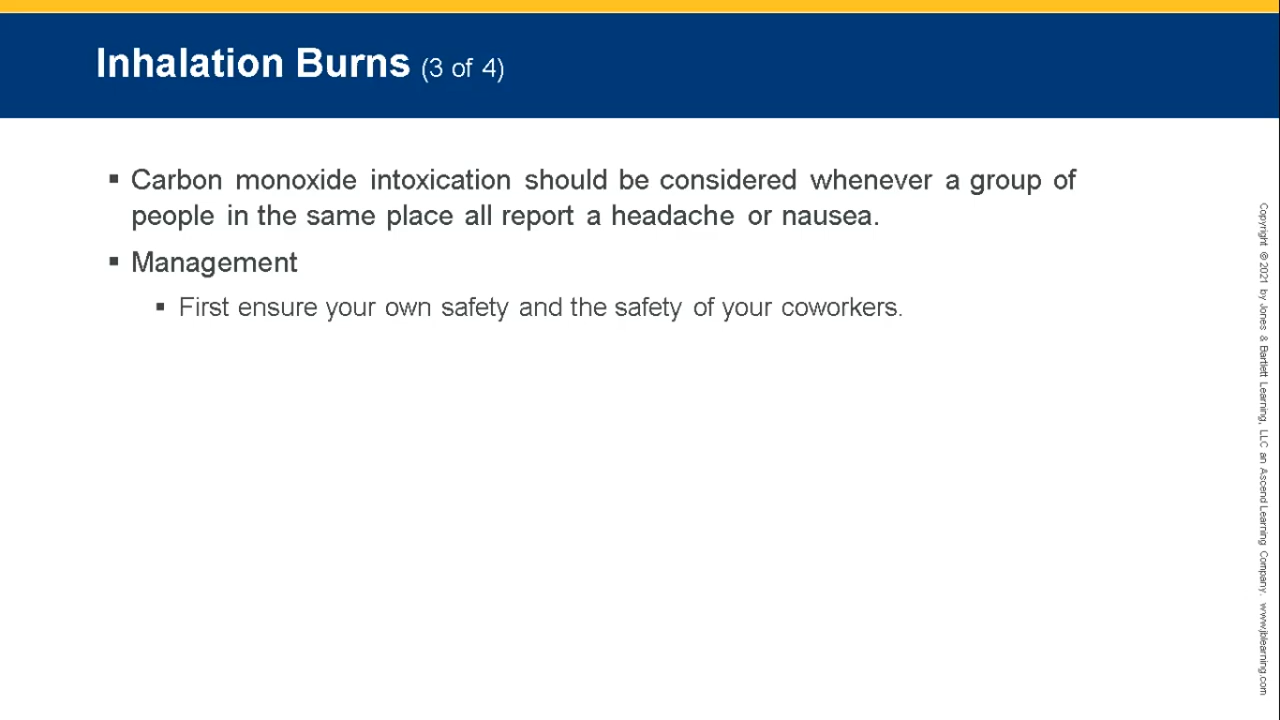 Inhalation Burns (3 of 4)
▪ Carbon monoxide intoxication should be considered whenever a group of
people in the same place all report a headache or nausea.
▪ Management
▪ First ensure your own safety and the safety of your coworkers.
Copyright © 2021 by Jones & Bartlett Learning, LLC an Ascend Learning Company. www.jblearning.com